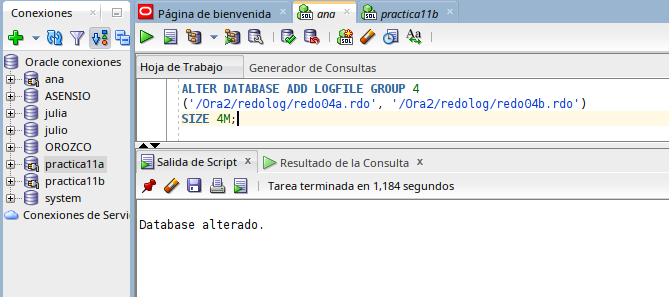 Conexiones
Oracle conexiones
ana
ASENSIO
julia
julio
OROZCO
practica11a
practica11b
system
Conexiones de Servi
Página de bienvenida
ana
practica11b
Hoja de Trabajo
Generador de Consultas
ALTER DATABASE ADD LOGFILE GROUP 4
('/Ora2/redolog/redo04a.rdo', '/Ora2/redolog/redo04b.rdo')
SIZE 4M;
Salida de Script
Resultado de la Consulta
Tarea terminada en 1,184 segundos
Database alterado.